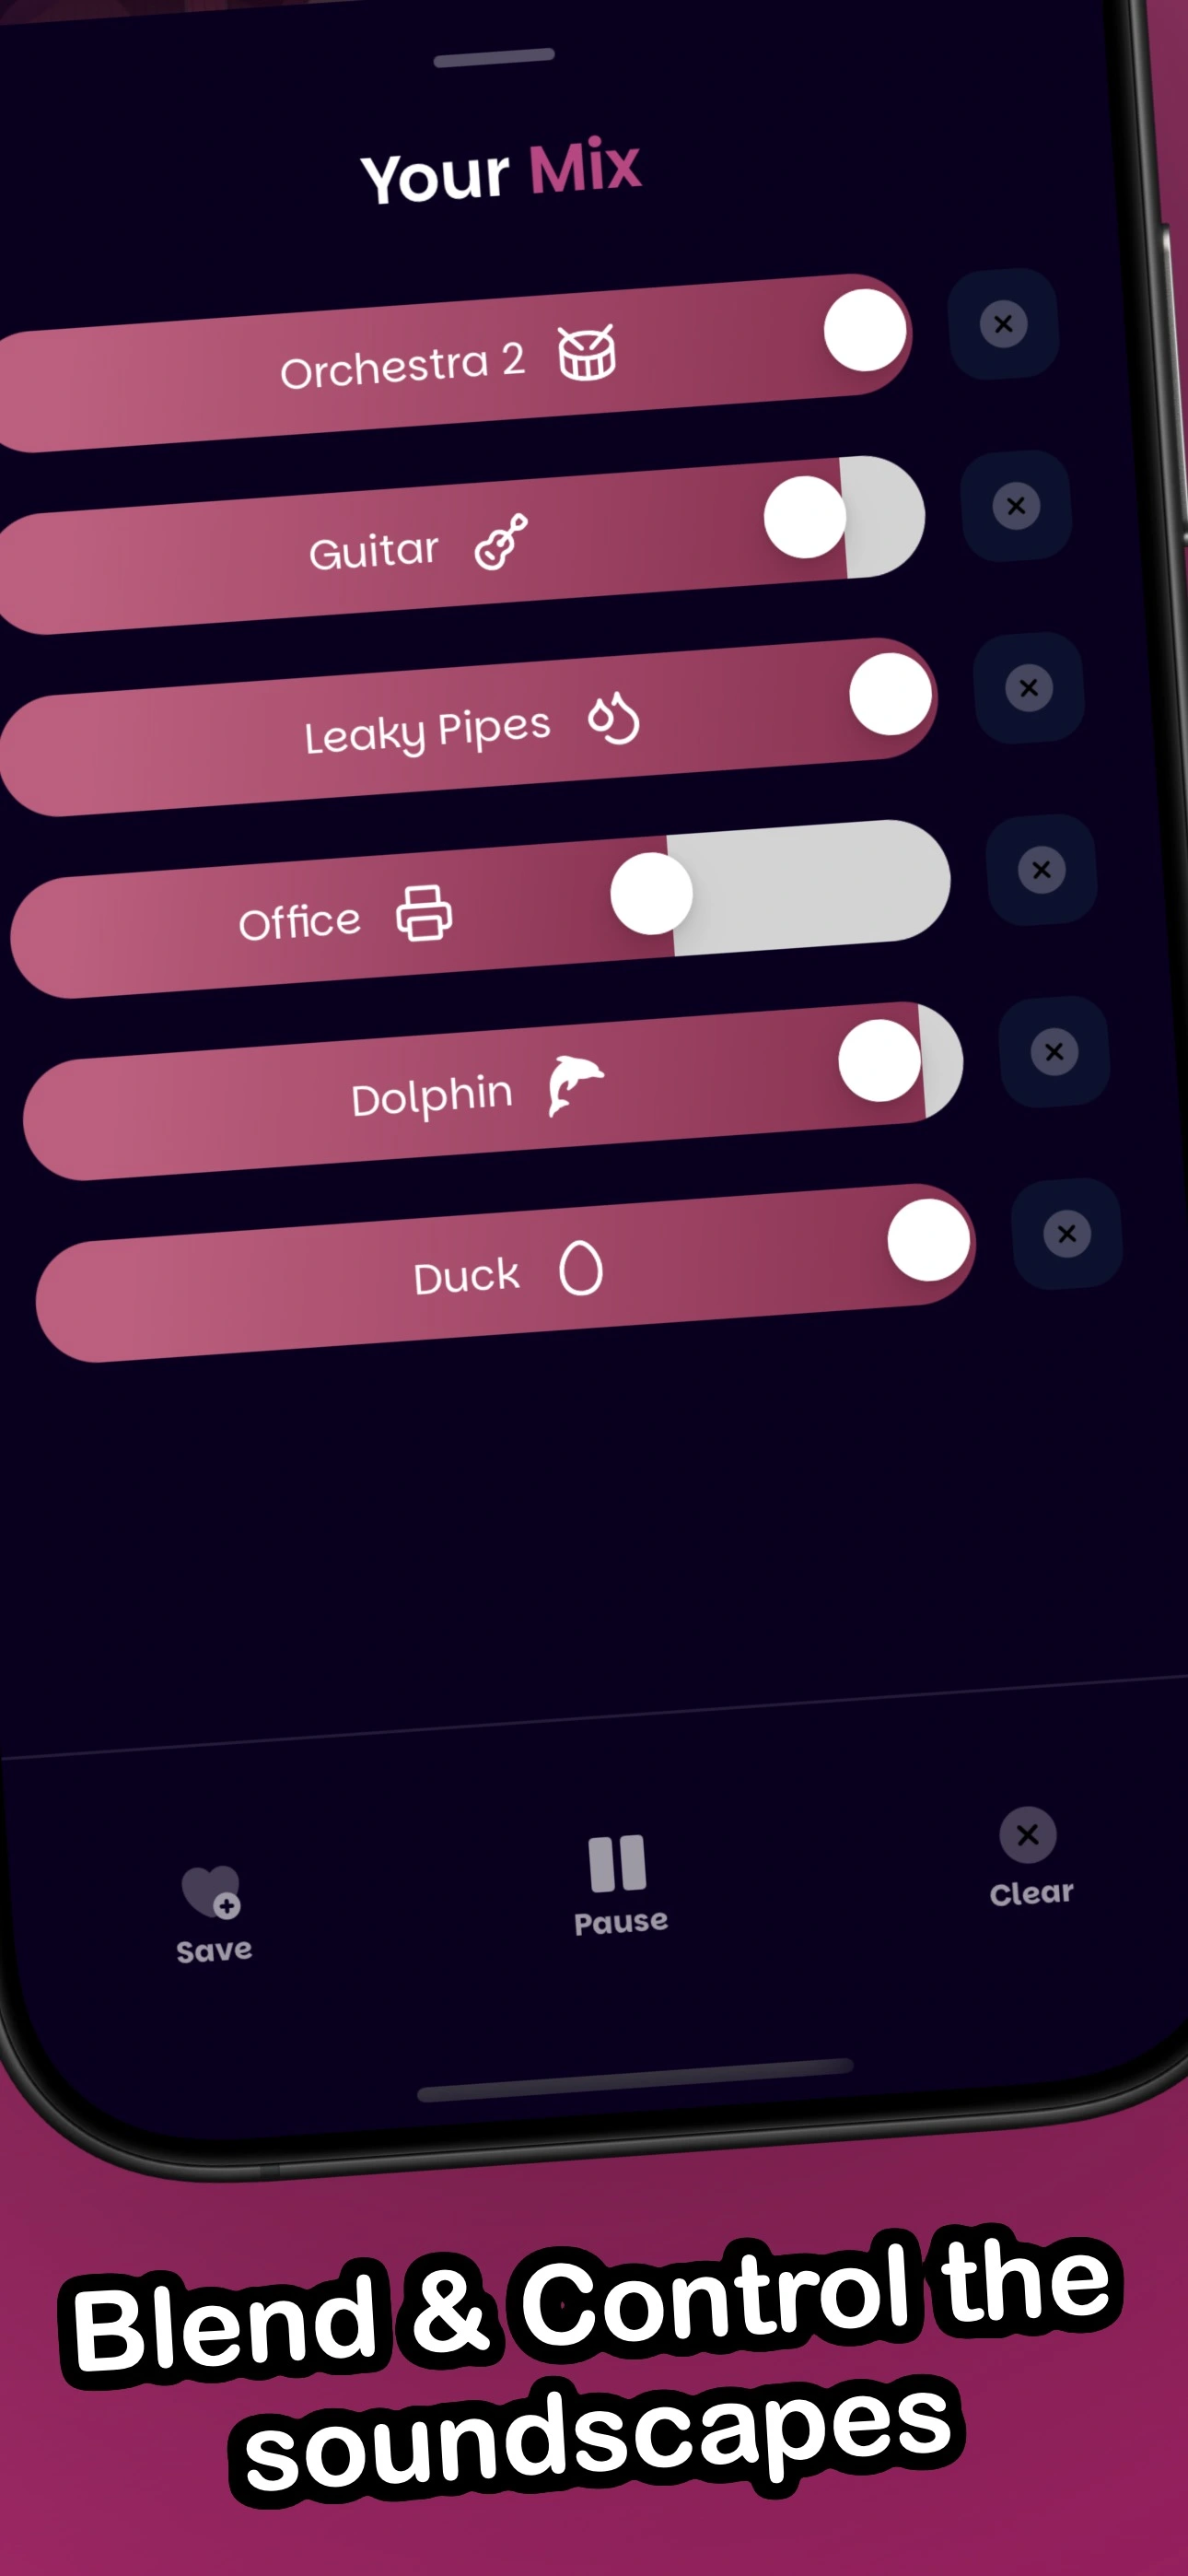 Your Mix
Orchestra 2
Guitar
Leaky Pipes
Office
Dolphin
Duck
Save
Pause
Clear
Blend & Control the
soundscapes